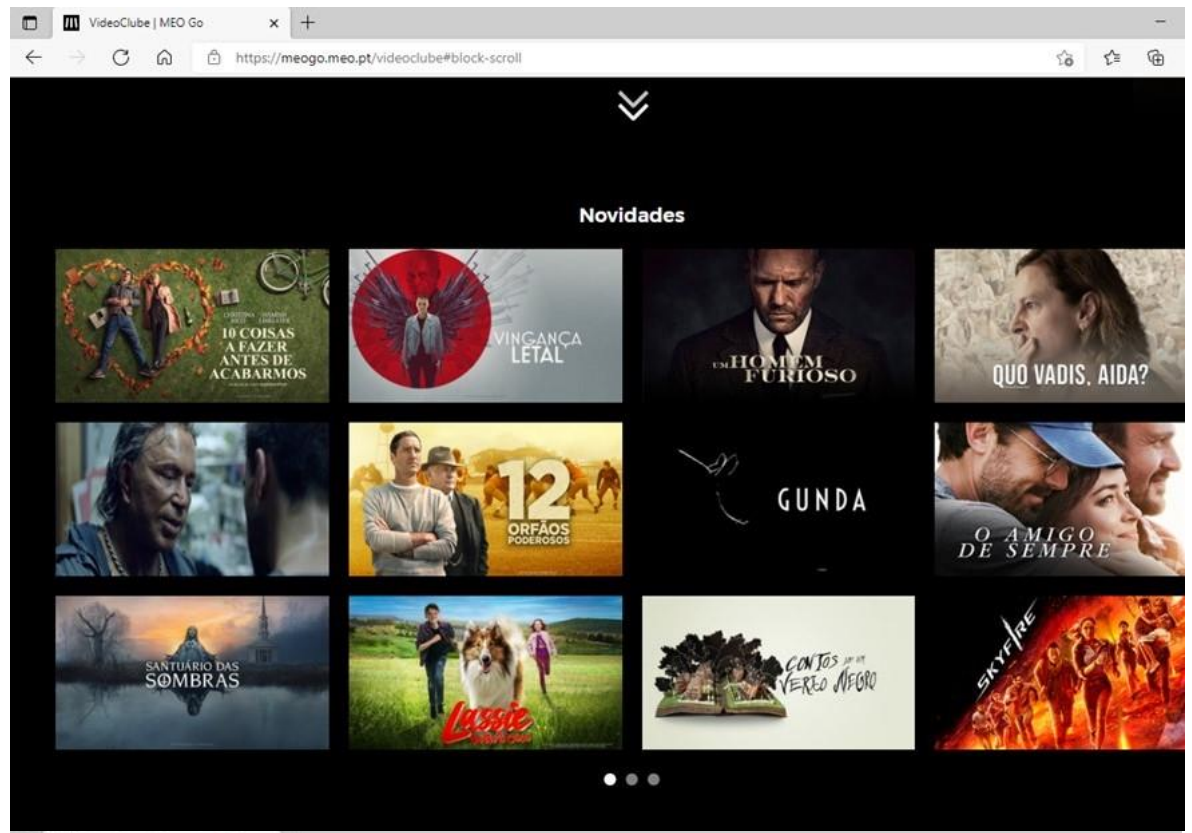 VideoClube | MEO Go
https://meogo.meo.pt/videoclube#block-scroll
Novidades
10 COISAS
A FAZER
ANTES DE
ACABARMOS
VINGANÇA
LETAL
UM HOMEM
FURIOSO
QUO VADIS, AIDA?
12
ORFÃOS
PODEROSOS
GUNDA
O AMIGO
DE SEMPRE
SANTUÁRIO DAS
SOMBRAS
Lassie
CONTOS DE UM
VERÃO NEGRO
SKYFIRE